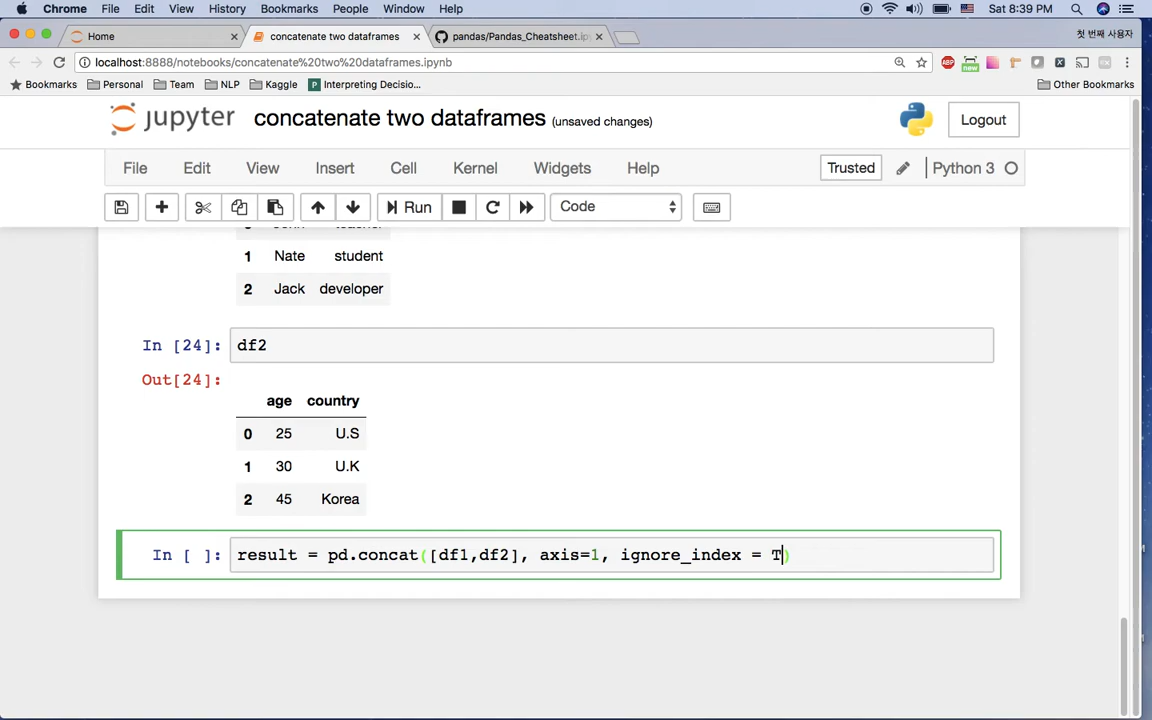 Chrome File Edit View History Bookmarks People Window Help Sat 8:39 PM
Home concatenate two dataframes pandas/Pandas_Cheatsheet.ip 첫 번째 사용자
localhost:8888/notebooks/concatenate%20two%20dataframes.ipynb
Bookmarks Personal Team NLP Kaggle Interpreting Decisio... Other Bookmarks
jupyter concatenate two dataframes (unsaved changes) Logout
File Edit View Insert Cell Kernel Widgets Help Trusted Python 3
Run Code
1 Nate student
2 Jack developer
In [24]: df2
Out[24]:
age country
0 25 U.S
1 30 U.K
2 45 Korea
In [ ]: result = pd.concat([df1,df2], axis=1, ignore_index = T)